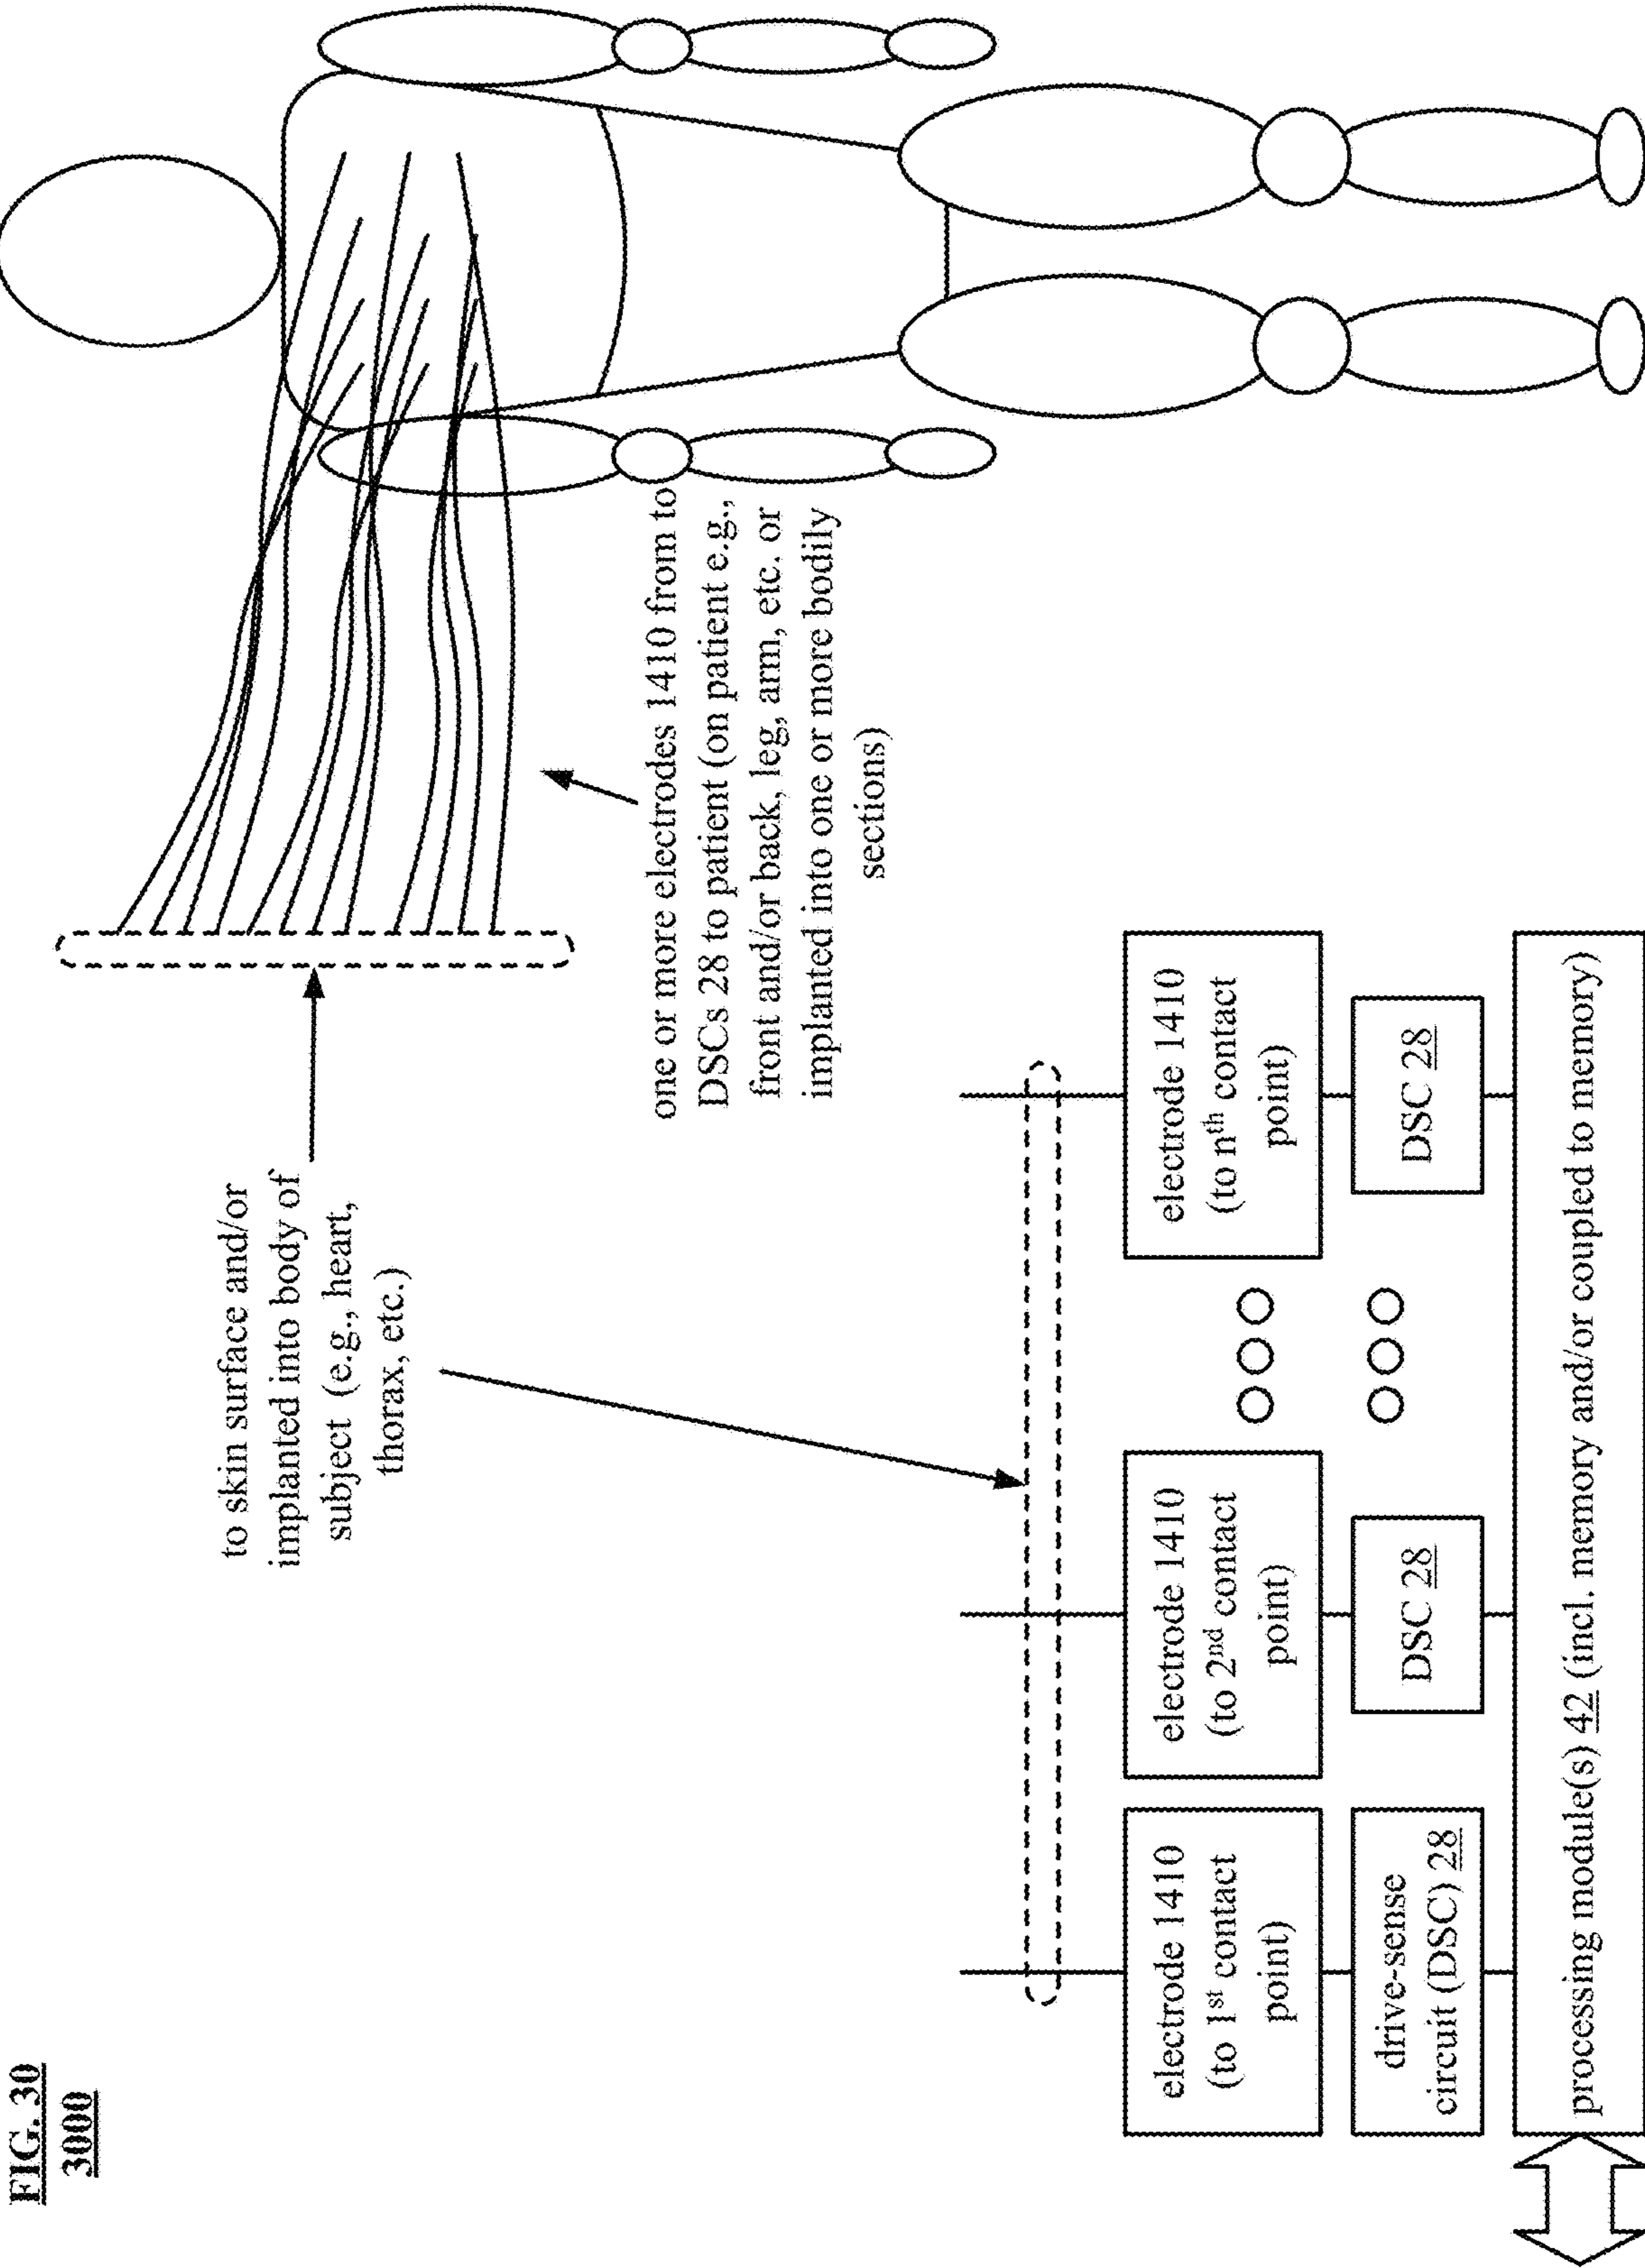 FIG. 30
3000
to skin surface and/or
implanted into body of
subject (e.g., heart,
thorax, etc.)
one or more electrodes 1410 from to
DSCs 28 to patient (on patient e.g.,
front and/or back, leg, arm, etc. or
implanted into one or more bodily
sections)
electrode 1410
(to 1st contact
point)
electrode 1410
(to 2nd contact
point)
electrode 1410
(to nth contact
point)
drive-sense
circuit (DSC) 28
DSC 28
DSC 28
processing module(s) 42 (incl. memory and/or coupled to memory)